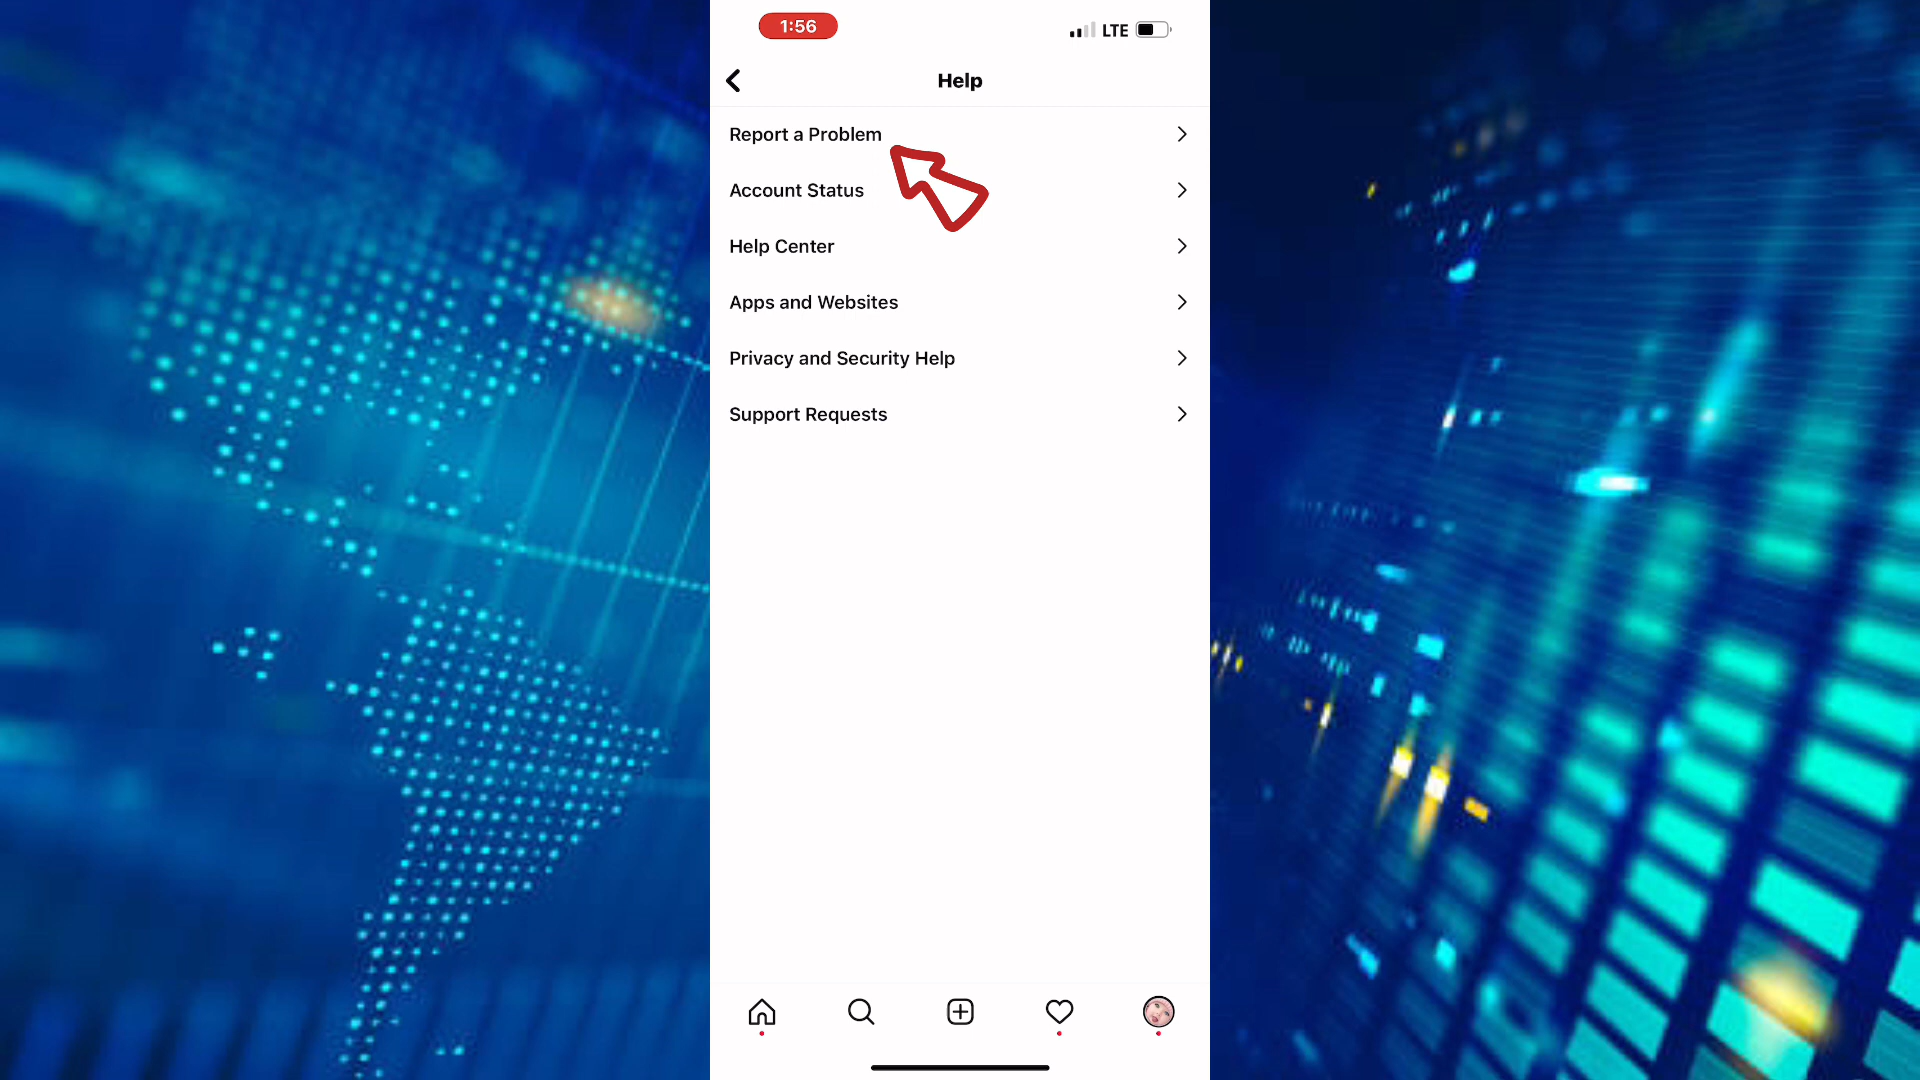 1:56
LTE
Help
Report a Problem
Account Status
Help Center
Apps and Websites
Privacy and Security Help
Support Requests